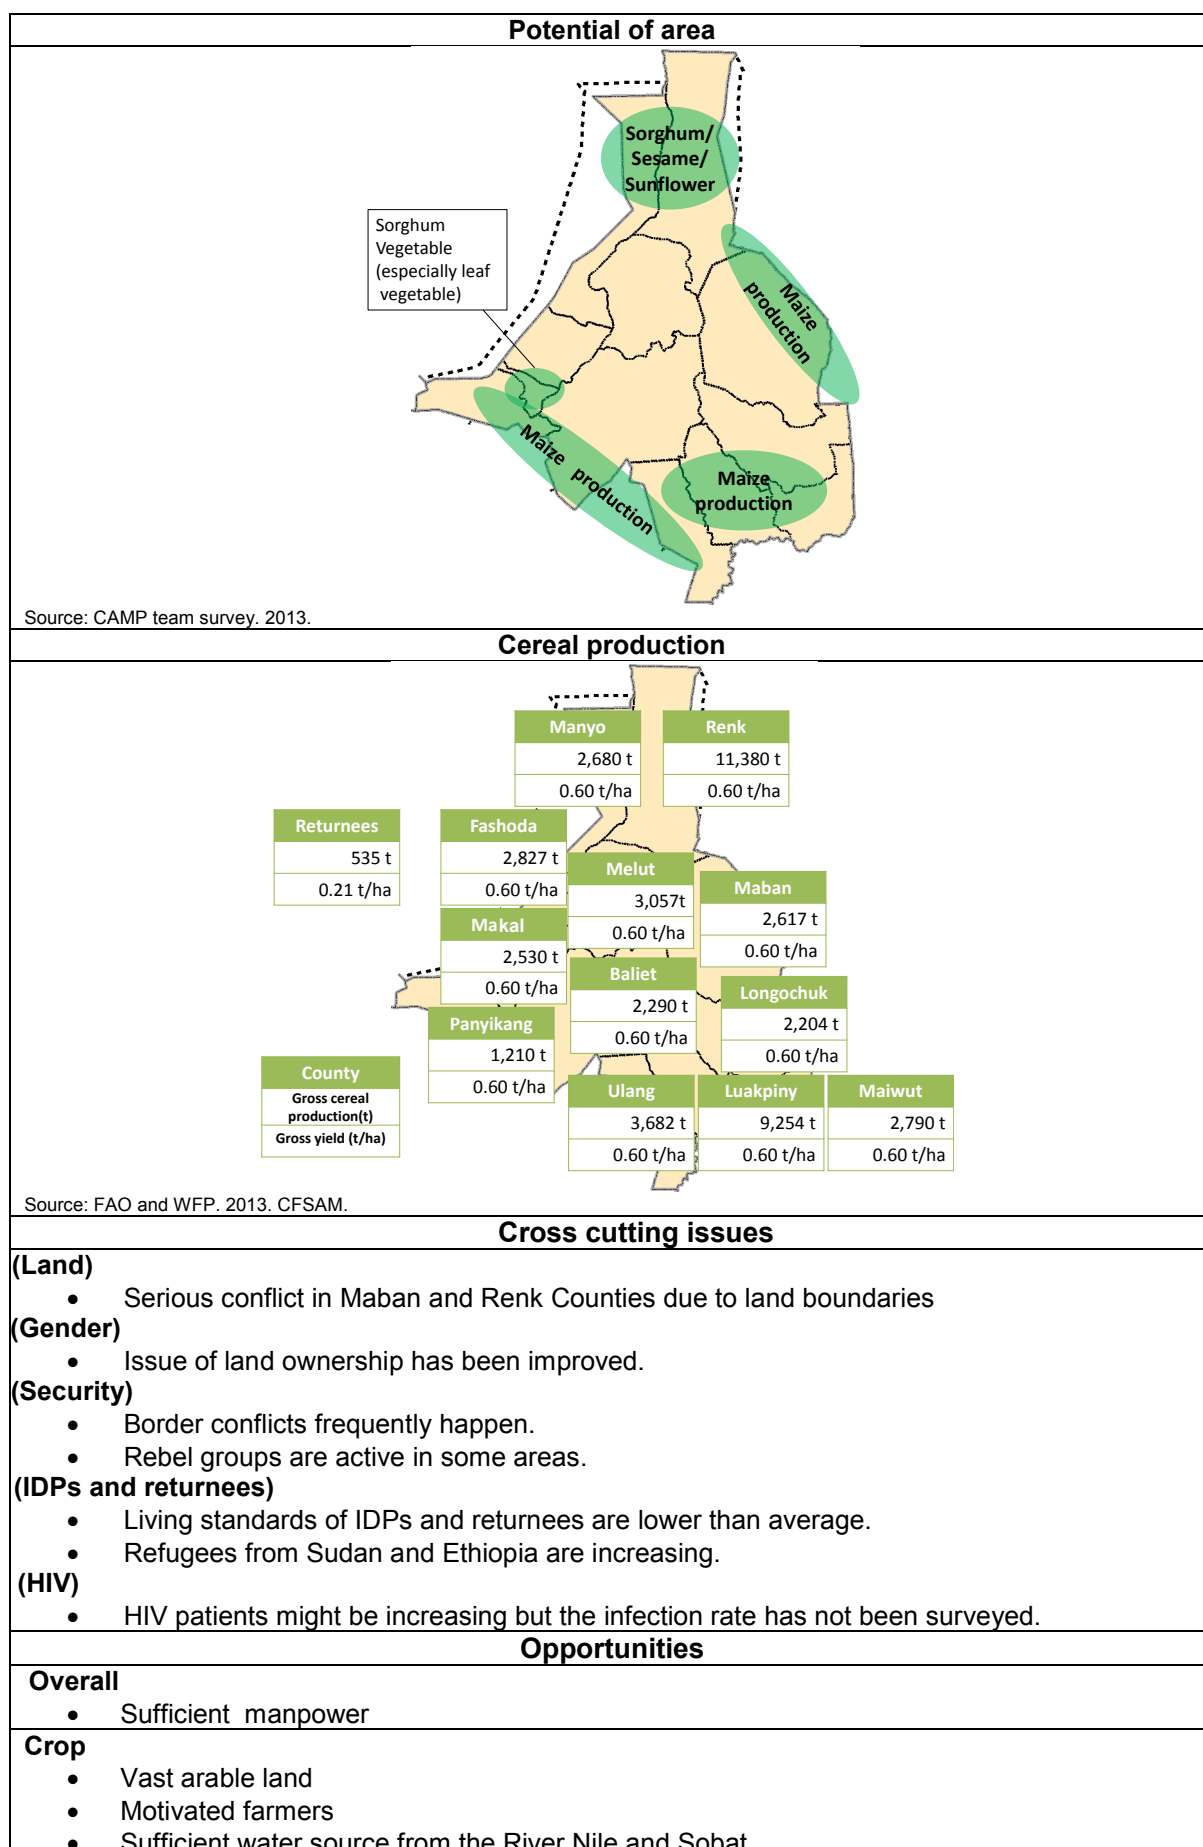 Potential of area
Sorghum/
Sesame/
Sunflower
Sorghum
Vegetable
(especially leaf
vegetable)
Maize
production
Maize production
Maize
production
Source: CAMP team survey. 2013.
Cereal production
Manyo
2,680 t
0.60 t/ha
Renk
11,380 t
0.60 t/ha
Returnees
535 t
0.21 t/ha
Fashoda
2,827 t
0.60 t/ha
Melut
3,057t
0.60 t/ha
Maban
2,617 t
0.60 t/ha
Makal
2,530 t
0.60 t/ha
Baliet
2,290 t
0.60 t/ha
Longochuk
2,204 t
0.60 t/ha
Panyikang
1,210 t
0.60 t/ha
County
Gross cereal
production(t)
Gross yield (t/ha)
Ulang
3,682 t
0.60 t/ha
Luakpiny
9,254 t
0.60 t/ha
Maiwut
2,790 t
0.60 t/ha
Source: FAO and WFP. 2013. CFSAM.
Cross cutting issues
(Land)
• Serious conflict in Maban and Renk Counties due to land boundaries
(Gender)
• Issue of land ownership has been improved.
(Security)
• Border conflicts frequently happen.
• Rebel groups are active in some areas.
(IDPs and returnees)
• Living standards of IDPs and returnees are lower than average.
• Refugees from Sudan and Ethiopia are increasing.
(HIV)
• HIV patients might be increasing but the infection rate has not been surveyed.
Opportunities
Overall
• Sufficient manpower
Crop
• Vast arable land
• Motivated farmers
• Sufficient water source from the River Nile and Sobat